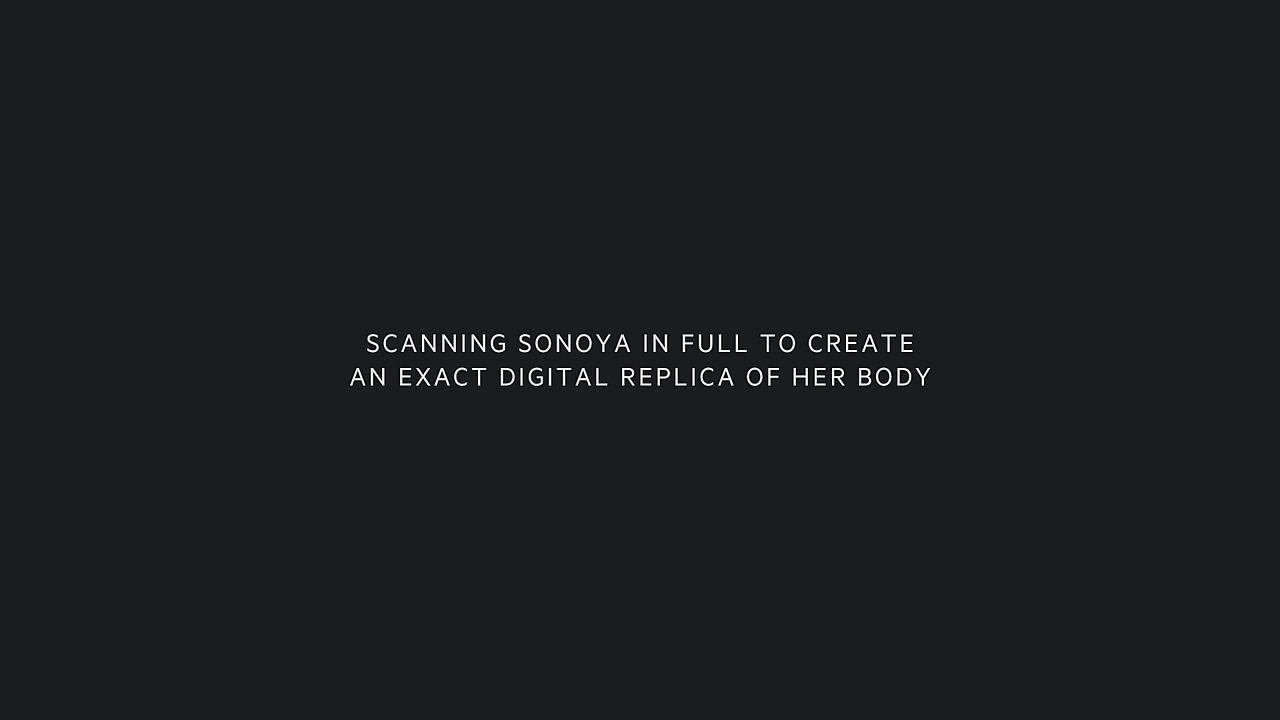 SCANNING SONOYA IN FULL TO CREATE
AN EXACT DIGITAL REPLICA OF HER BODY